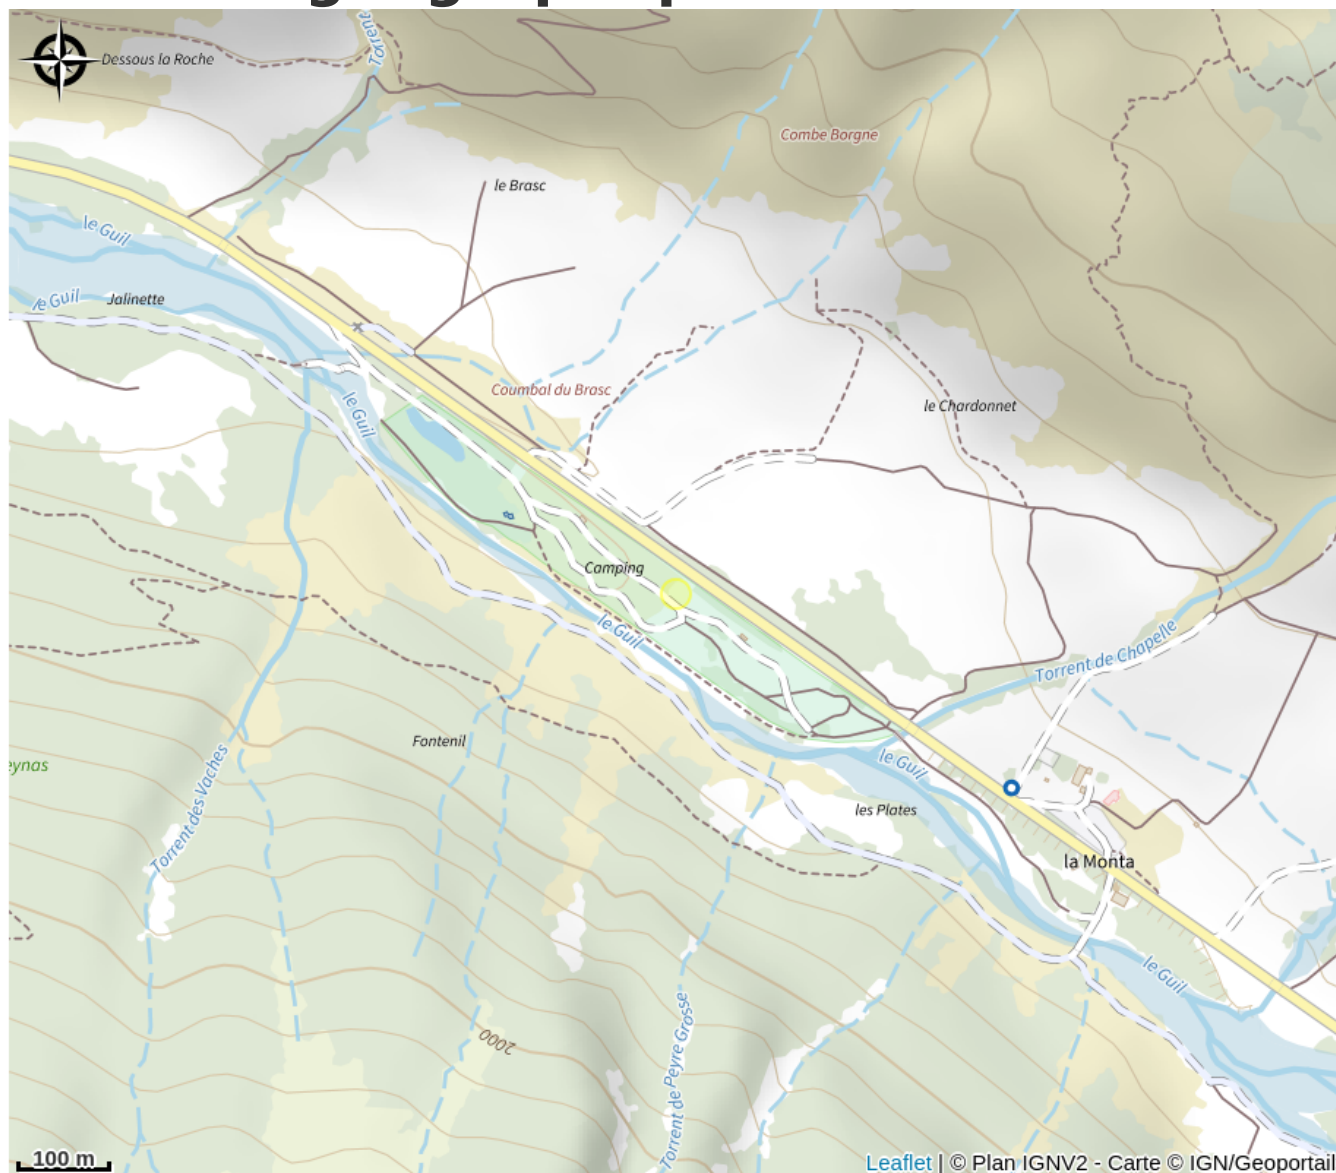 Dessous la Roche
Torrent
Combe Borgne
le Brasc
le Guil
le Guil
Jalinette
Coumbal du Brasc
le Chardonnet
le Guil
Camping
le Guil
Torrent de Chapelle
Fontenil
le Guil
eynas
Torrent des Vaches
les Plates
la Monta
le Guil
2000
Torrent de Peyre Grosse
100 m
Leaflet | © Plan IGNV2 - Carte © IGN/Geoportail